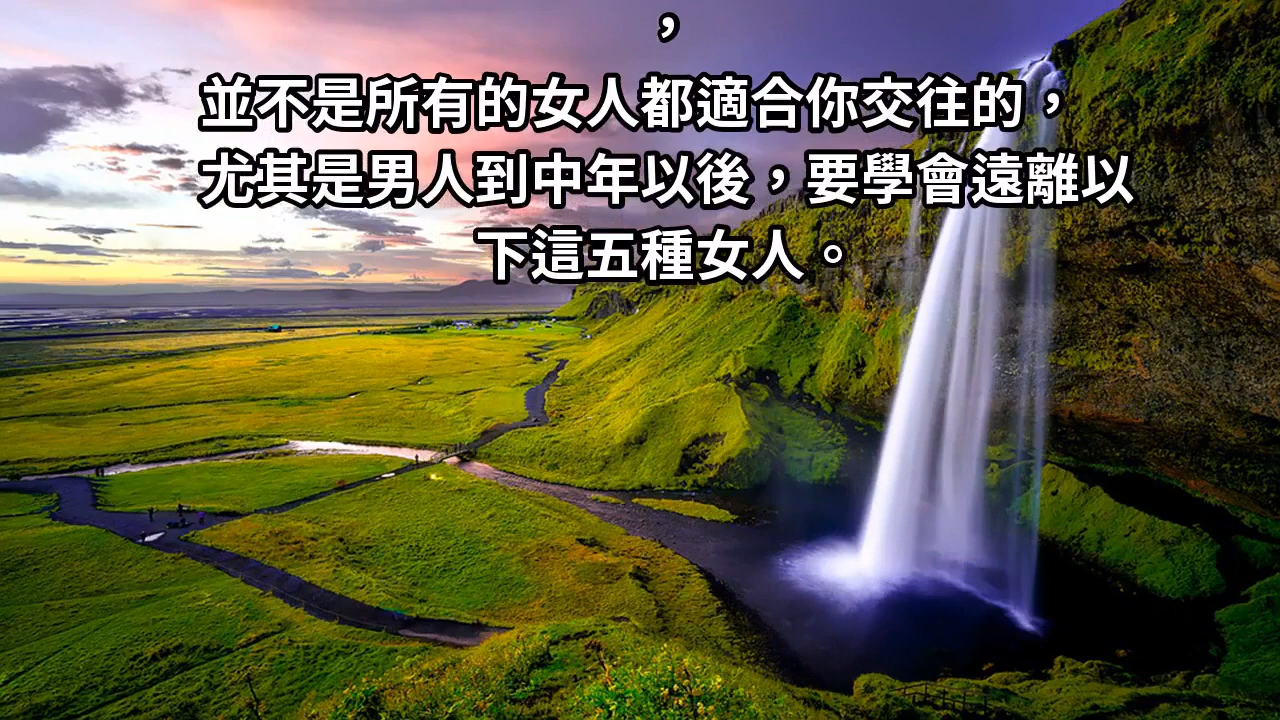 ，
並不是所有的女人都適合你交往的，
尤其是男人到中年以後，要學會遠離以
下這五種女人。